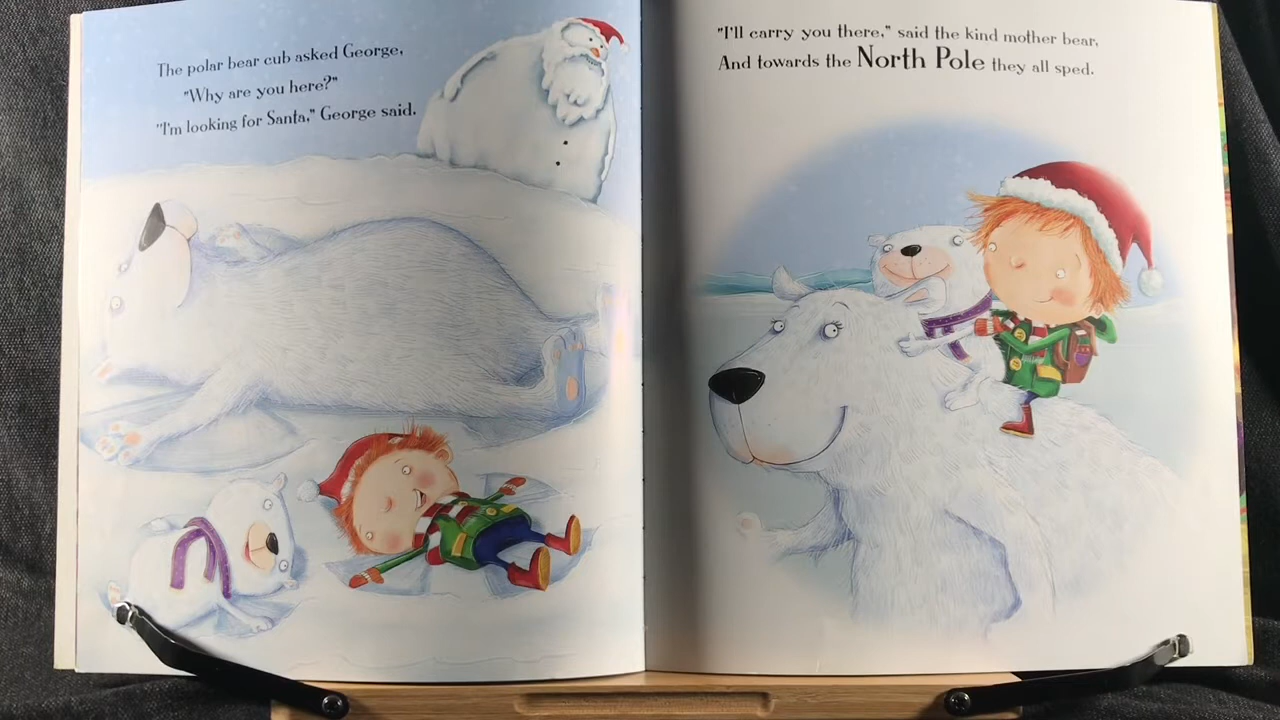 The polar bear cub asked George,
"Why are you here?"
"I'm looking for Santa," George said.
"I'll carry you there," said the kind mother bear,
And towards the North Pole they all sped.